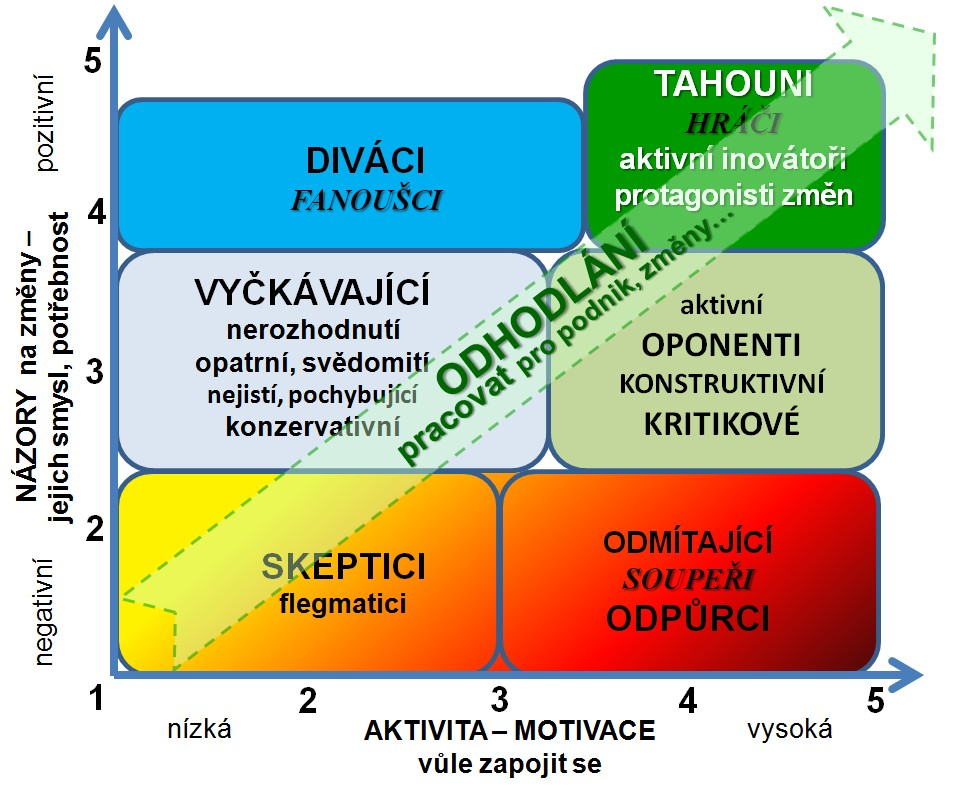 5
pozitivní
4
NÁZORY na změny –
jejich smysl, potřebnost
3
2
negativní
1
TAHOUNI
HRÁČI
aktivní inovátoři
protagonisti změn
DIVÁCI
FANOUŠCI
VYČKÁVAJÍCÍ
nerozhodnutí
opatrní, svědomití
nejistí, pochybující
konzervativní
ODHODLÁNÍ
pracovat pro podnik, změny...
aktivní
OPONENTI
KONSTRUKTIVNÍ
KRITIKOVÉ
SKEPTICI
flegmatici
ODMÍTAJÍCÍ
SOUPEŘI
ODPŮRCI
2
3
4
5
nízká
AKTIVITA – MOTIVACE
vůle zapojit se
vysoká